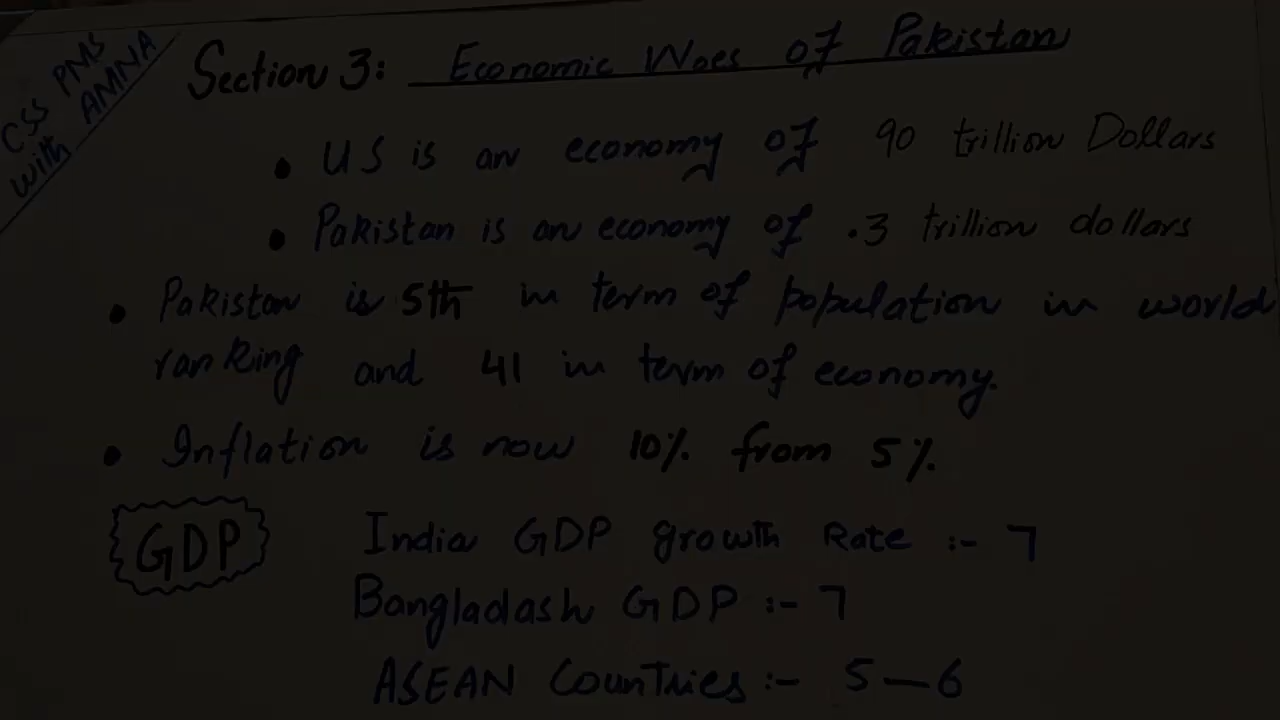 CSS PMS
with AMNA
Section 3: Economic Woes of Pakistan
• US is an economy of 90 trillion Dollars
• Pakistan is an economy of .3 trillion dollars
• Pakistan is 5th in term of population in world
ranking and 41 in term of economy.
• Inflation is now 10% from 5%.
GDP
India GDP growth Rate :- 7
Bangladash GDP :- 7
ASEAN Countries :- 5—6